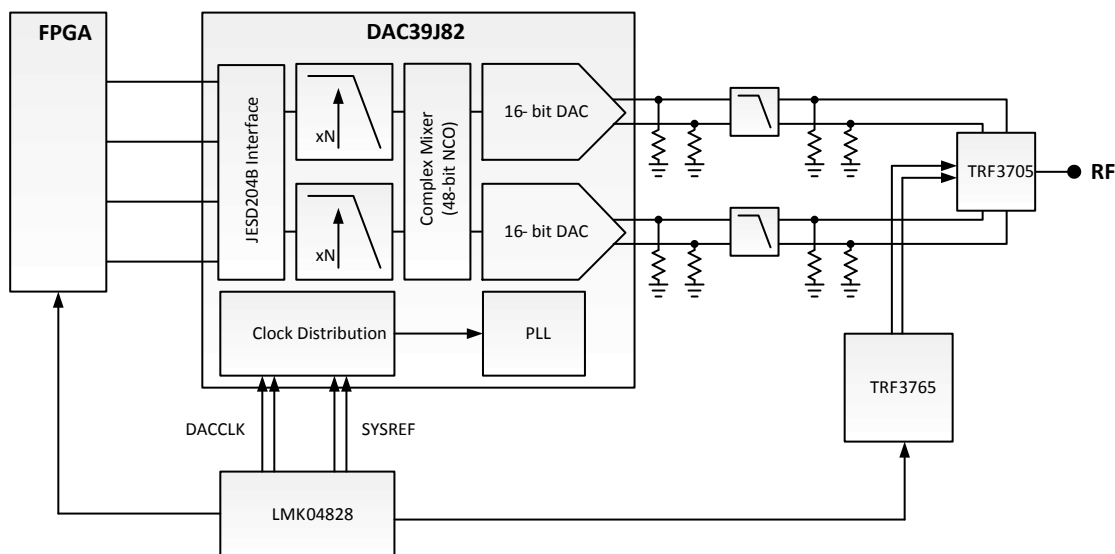 FPGA
DAC39J82
JESD204B Interface
xN
xN
Complex Mixer
(48-bit NCO)
16- bit DAC
16- bit DAC
TRF3705
RF
Clock Distribution
PLL
TRF3765
DACCLK
SYSREF
LMK04828